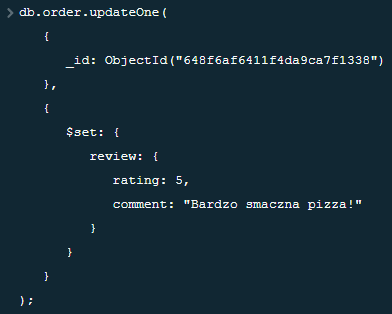 db.order.updateOne(
{
_id: ObjectId("648f6af6411f4da9ca7f1338")
},
{
$set: {
review: {
rating: 5,
comment: "Bardzo smaczna pizza!"
}
}
}
);